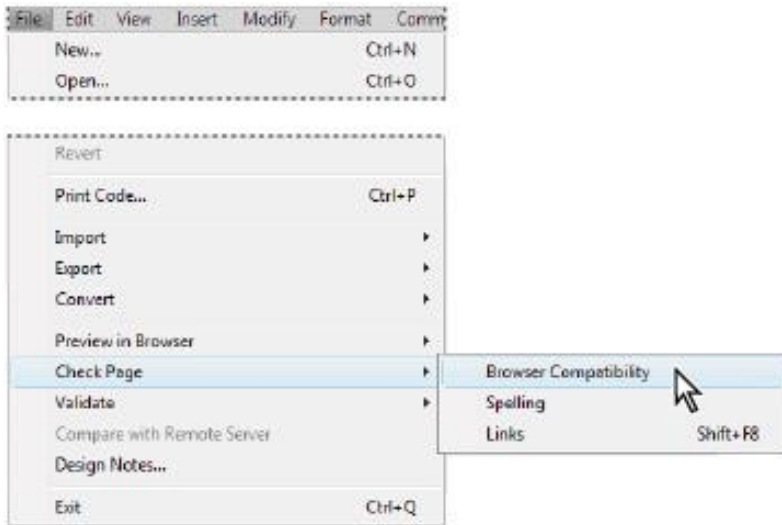 File Edit View Insert Modify Format Comm
New... Ctrl+N
Open... Ctrl+O
Revert
Print Code... Ctrl+P
Import
Export
Convert
Preview in Browser
Check Page
Browser Compatibility
Validate
Spelling
Compare with Remote Server
Links Shift+F8
Design Notes...
Exit Ctrl+Q